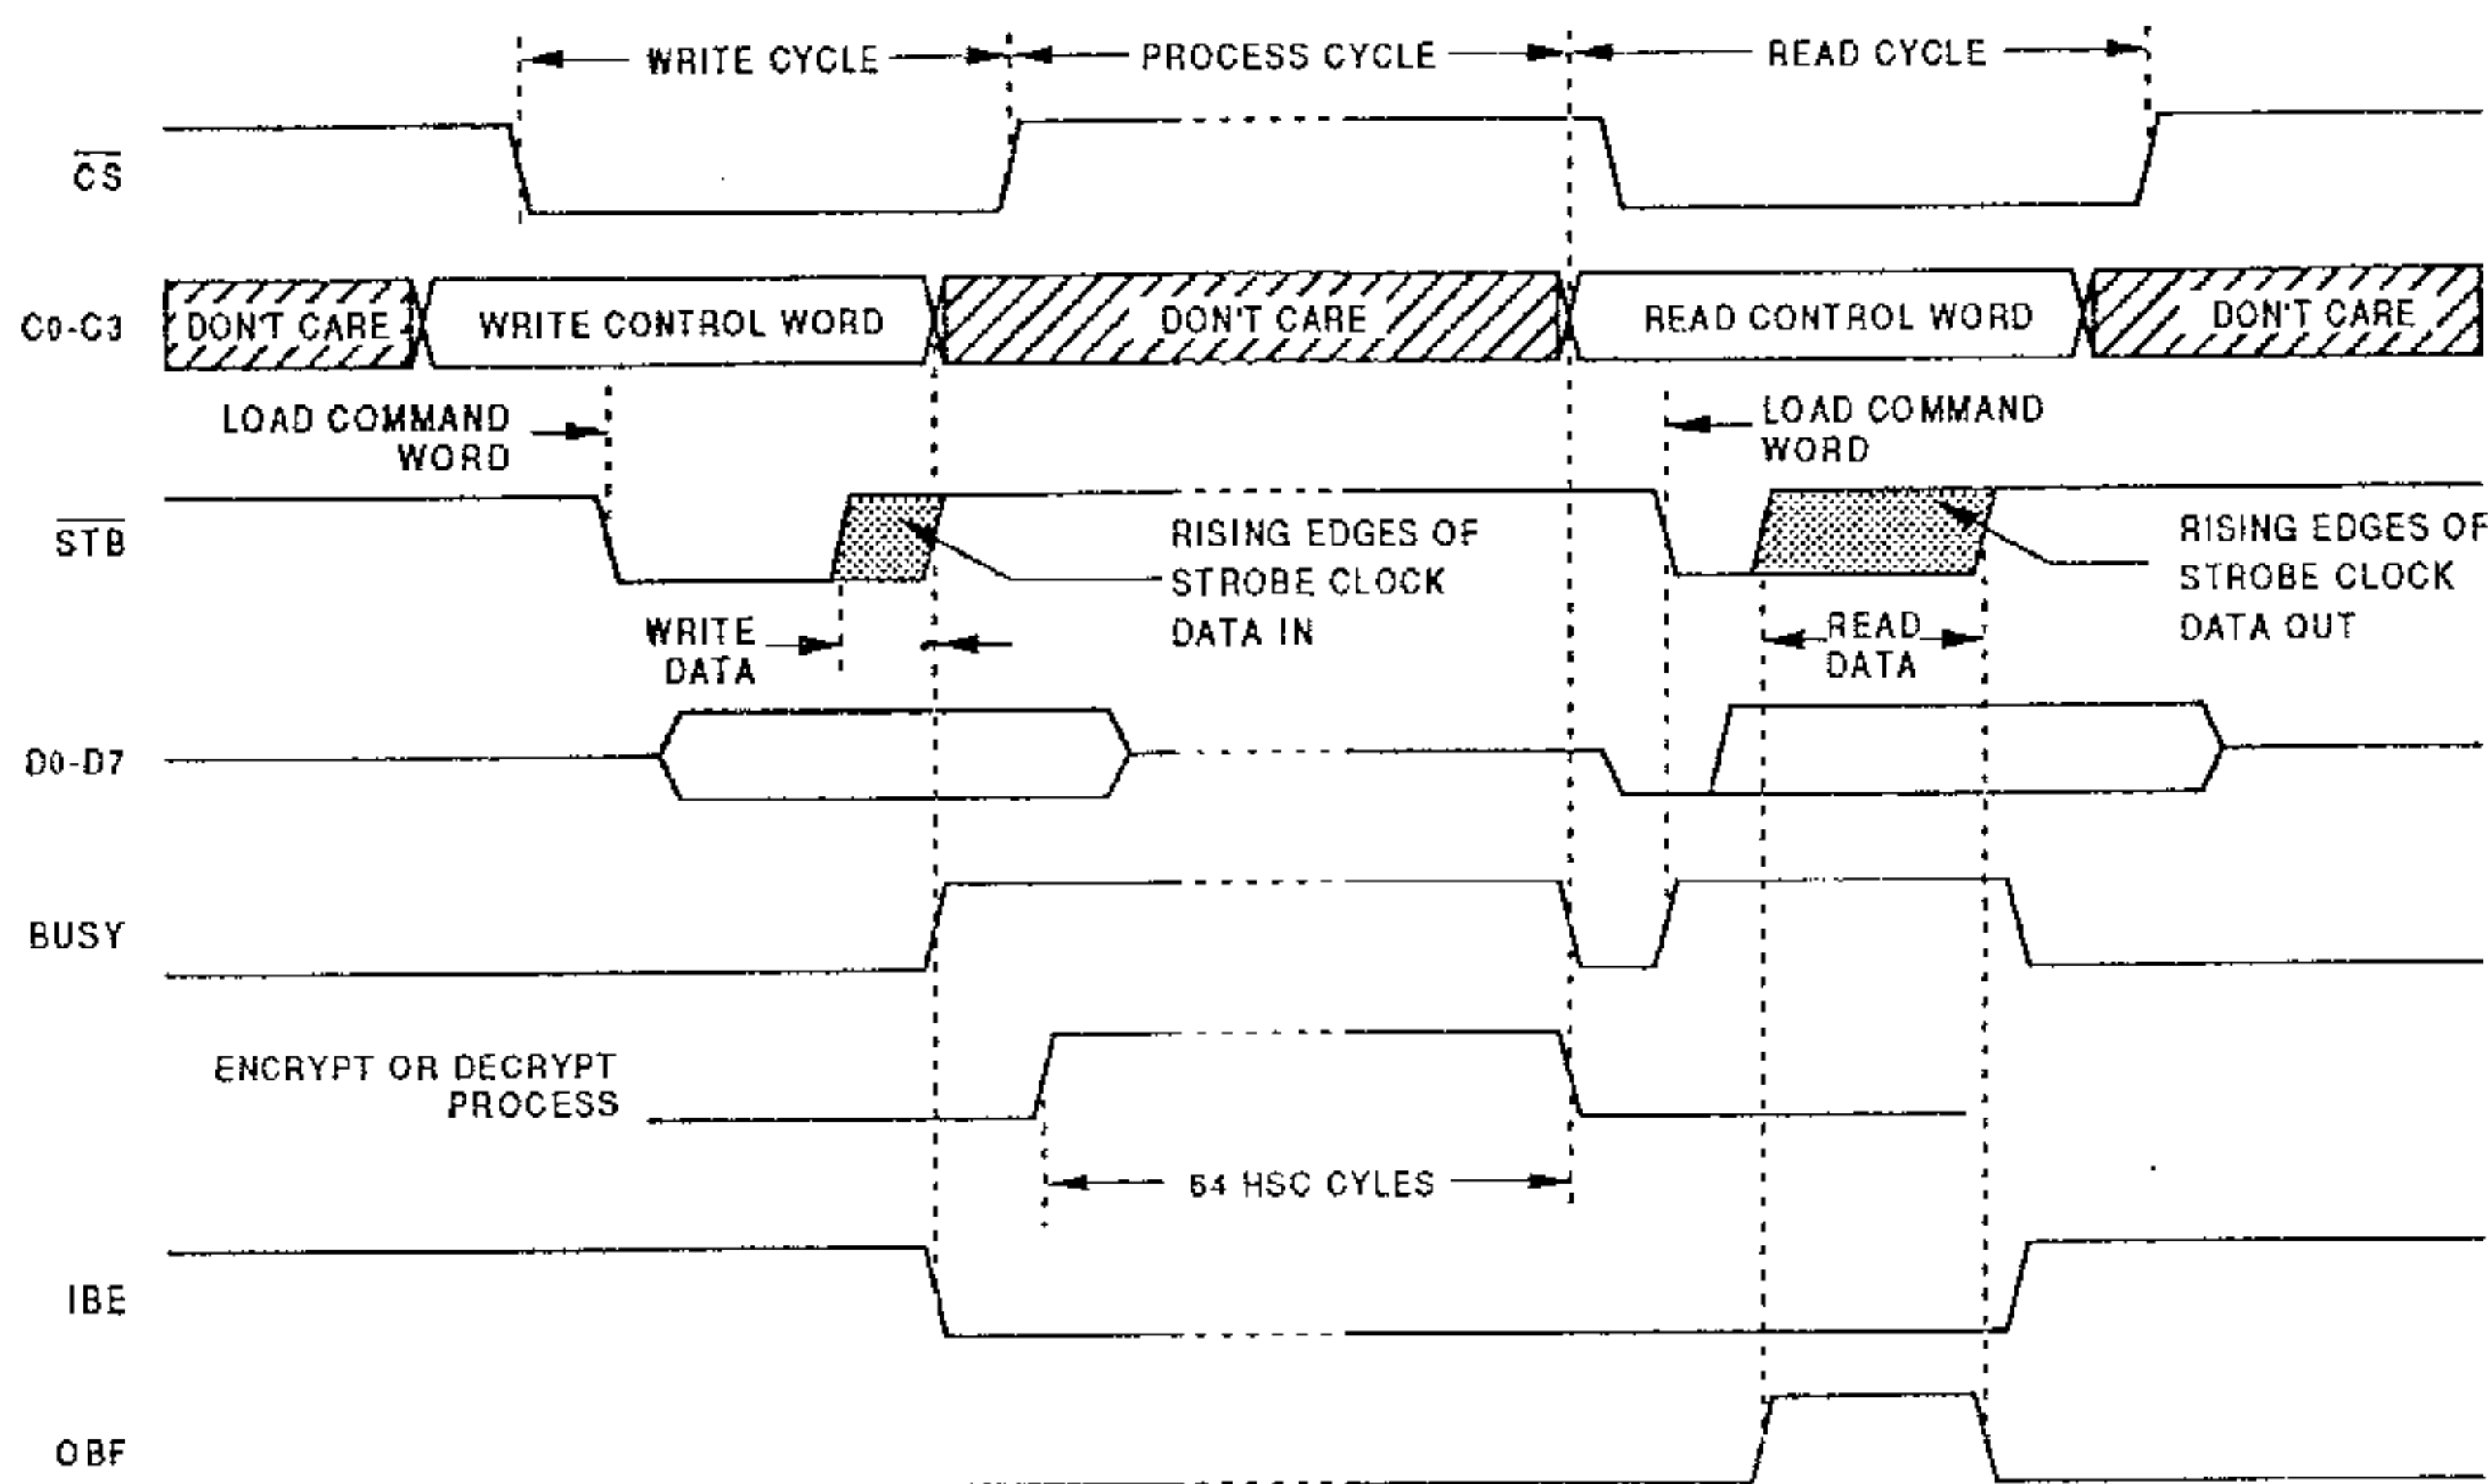 WRITE CYCLE
PROCESS CYCLE
READ CYCLE
CS
C0-C3
DON'T CARE
WRITE CONTROL WORD
DON'T CARE
READ CONTROL WORD
DON'T CARE
LOAD COMMAND
WORD
LOAD COMMAND
WORD
STB
RISING EDGES OF
STROBE CLOCK
DATA IN
RISING EDGES OF
STROBE CLOCK
DATA OUT
WRITE
DATA
READ
DATA
D0-D7
BUSY
ENCRYPT OR DECRYPT
PROCESS
64 HSC CYLES
IBE
OBF